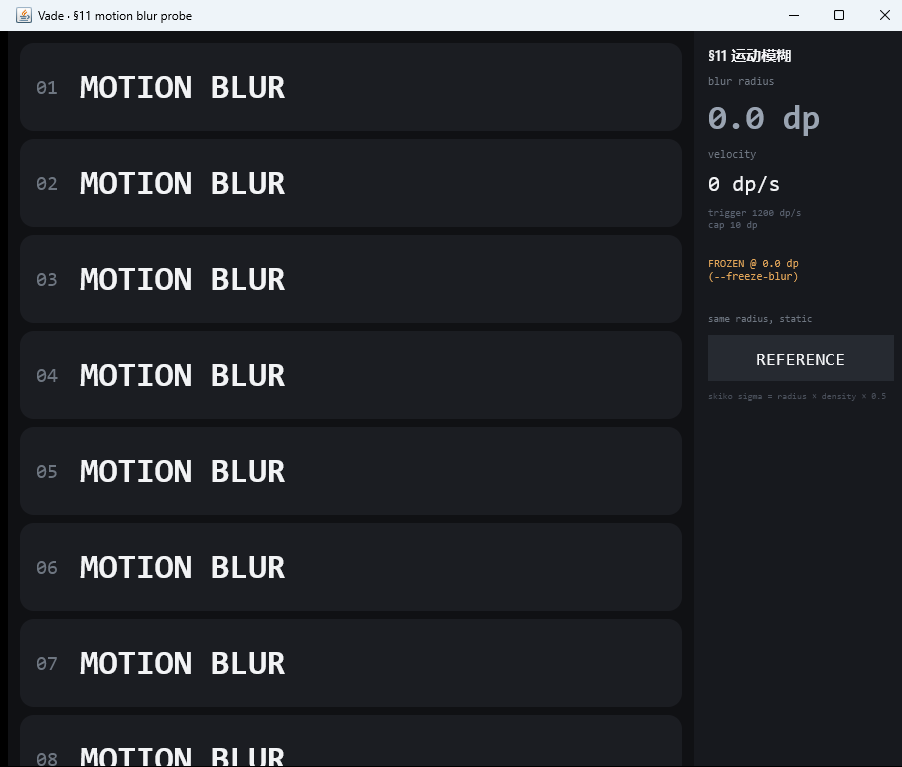 Vade · §11 motion blur probe
01 MOTION BLUR
02 MOTION BLUR
03 MOTION BLUR
04 MOTION BLUR
05 MOTION BLUR
06 MOTION BLUR
07 MOTION BLUR
08 MOTION BLUR
§11 运动模糊
blur radius
0.0 dp
velocity
0 dp/s
trigger 1200 dp/s
cap 10 dp
FROZEN @ 0.0 dp
(--freeze-blur)
same radius, static
REFERENCE
skiko sigma = radius × density × 0.5